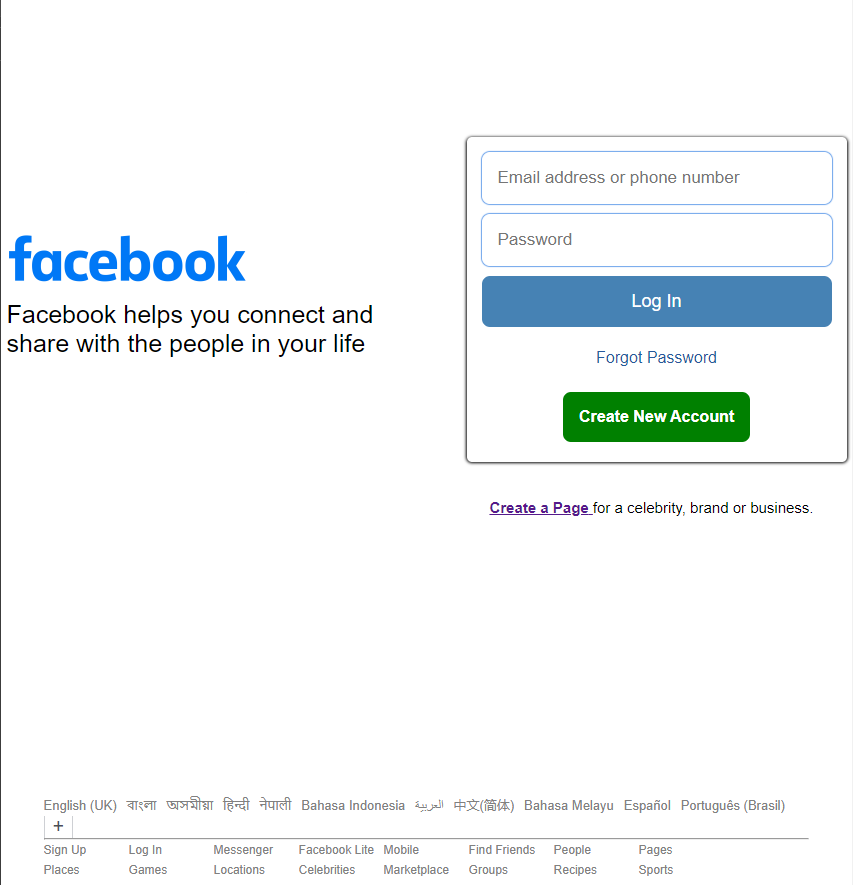 facebook
Facebook helps you connect and
share with the people in your life
Email address or phone number
Password
Log In
Forgot Password
Create New Account
Create a Page for a celebrity, brand or business.
English (UK) বাংলা অসমীয়া हिन्दी नेपाली Bahasa Indonesia العربية 中文(简体) Bahasa Melayu Español Português (Brasil)
+
Sign Up Log In Messenger Facebook Lite Mobile Find Friends People Pages
Places Games Locations Celebrities Marketplace Groups Recipes Sports